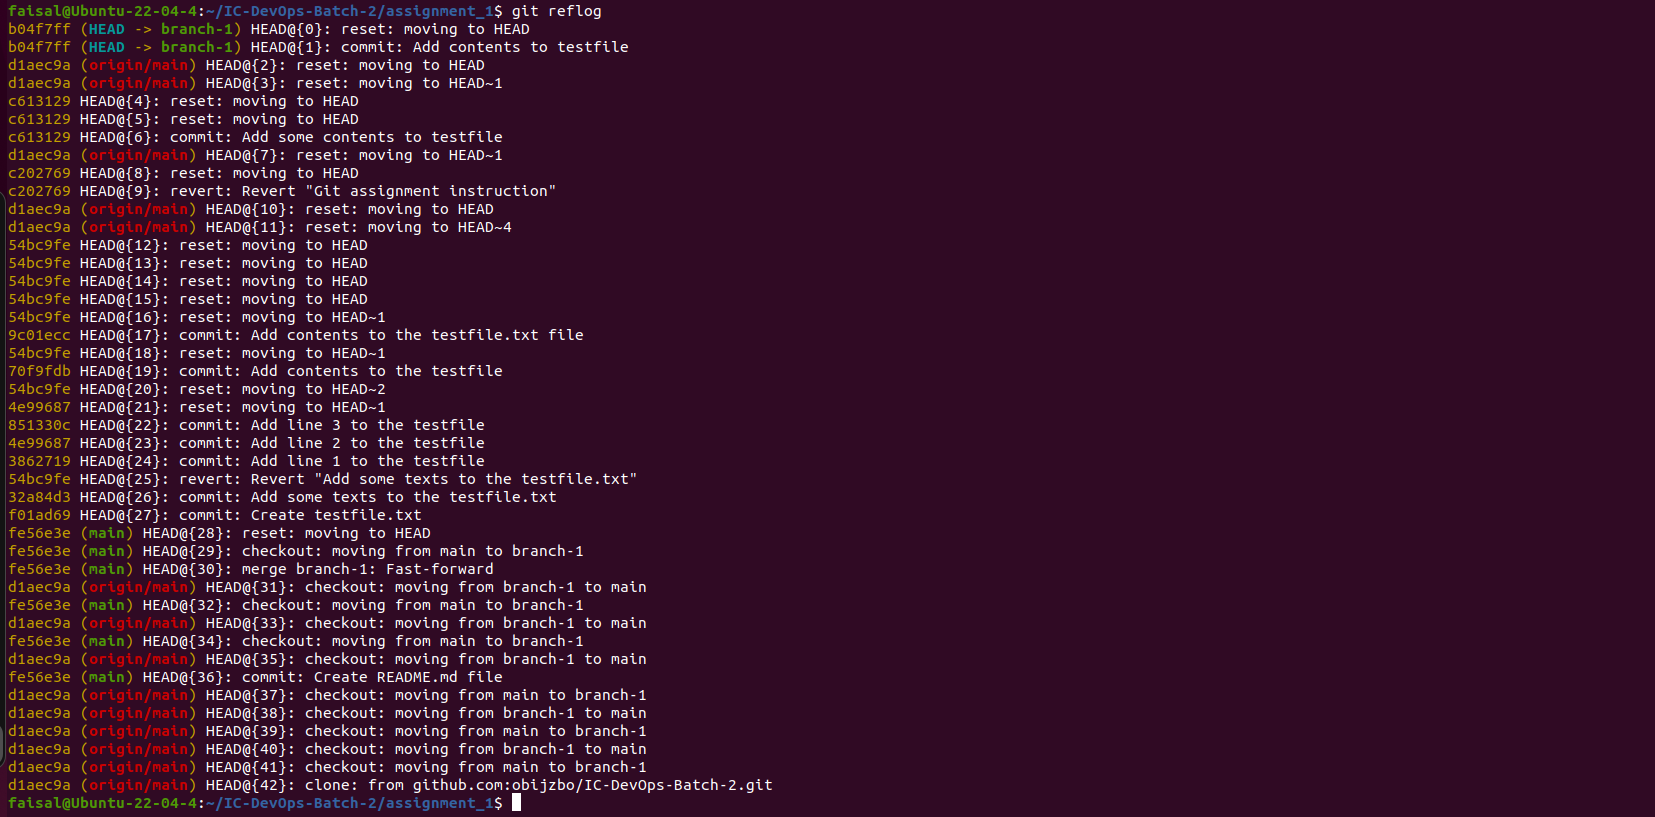 faisal@Ubuntu-22-04-4:~/IC-DevOps-Batch-2/assignment_1$ git reflog
b04f7ff (HEAD -> branch-1) HEAD@{0}: reset: moving to HEAD
b04f7ff (HEAD -> branch-1) HEAD@{1}: commit: Add contents to testfile
d1aec9a (origin/main) HEAD@{2}: reset: moving to HEAD
d1aec9a (origin/main) HEAD@{3}: reset: moving to HEAD~1
c613129 HEAD@{4}: reset: moving to HEAD
c613129 HEAD@{5}: reset: moving to HEAD
c613129 HEAD@{6}: commit: Add some contents to testfile
d1aec9a (origin/main) HEAD@{7}: reset: moving to HEAD~1
c202769 HEAD@{8}: reset: moving to HEAD
c202769 HEAD@{9}: revert: Revert "Git assignment instruction"
d1aec9a (origin/main) HEAD@{10}: reset: moving to HEAD
d1aec9a (origin/main) HEAD@{11}: reset: moving to HEAD~4
54bc9fe HEAD@{12}: reset: moving to HEAD
54bc9fe HEAD@{13}: reset: moving to HEAD
54bc9fe HEAD@{14}: reset: moving to HEAD
54bc9fe HEAD@{15}: reset: moving to HEAD
54bc9fe HEAD@{16}: reset: moving to HEAD~1
9c01ecc HEAD@{17}: commit: Add contents to the testfile.txt file
54bc9fe HEAD@{18}: reset: moving to HEAD~1
70f9fdb HEAD@{19}: commit: Add contents to the testfile
54bc9fe HEAD@{20}: reset: moving to HEAD~2
4e99687 HEAD@{21}: reset: moving to HEAD~1
851330c HEAD@{22}: commit: Add line 3 to the testfile
4e99687 HEAD@{23}: commit: Add line 2 to the testfile
3862719 HEAD@{24}: commit: Add line 1 to the testfile
54bc9fe HEAD@{25}: revert: Revert "Add some texts to the testfile.txt"
32a84d3 HEAD@{26}: commit: Add some texts to the testfile.txt
f01ad69 HEAD@{27}: commit: Create testfile.txt
fe56e3e (main) HEAD@{28}: reset: moving to HEAD
fe56e3e (main) HEAD@{29}: checkout: moving from main to branch-1
fe56e3e (main) HEAD@{30}: merge branch-1: Fast-forward
d1aec9a (origin/main) HEAD@{31}: checkout: moving from branch-1 to main
fe56e3e (main) HEAD@{32}: checkout: moving from main to branch-1
d1aec9a (origin/main) HEAD@{33}: checkout: moving from branch-1 to main
fe56e3e (main) HEAD@{34}: checkout: moving from main to branch-1
d1aec9a (origin/main) HEAD@{35}: checkout: moving from branch-1 to main
fe56e3e (main) HEAD@{36}: commit: Create README.md file
d1aec9a (origin/main) HEAD@{37}: checkout: moving from main to branch-1
d1aec9a (origin/main) HEAD@{38}: checkout: moving from branch-1 to main
d1aec9a (origin/main) HEAD@{39}: checkout: moving from main to branch-1
d1aec9a (origin/main) HEAD@{40}: checkout: moving from branch-1 to main
d1aec9a (origin/main) HEAD@{41}: checkout: moving from main to branch-1
d1aec9a (origin/main) HEAD@{42}: clone: from github.com:obijzbo/IC-DevOps-Batch-2.git
faisal@Ubuntu-22-04-4:~/IC-DevOps-Batch-2/assignment_1$